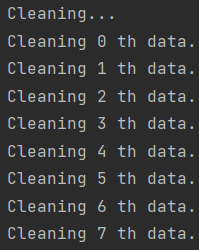 Cleaning...
Cleaning 0 th data.
Cleaning 1 th data.
Cleaning 2 th data.
Cleaning 3 th data.
Cleaning 4 th data.
Cleaning 5 th data.
Cleaning 6 th data.
Cleaning 7 th data.